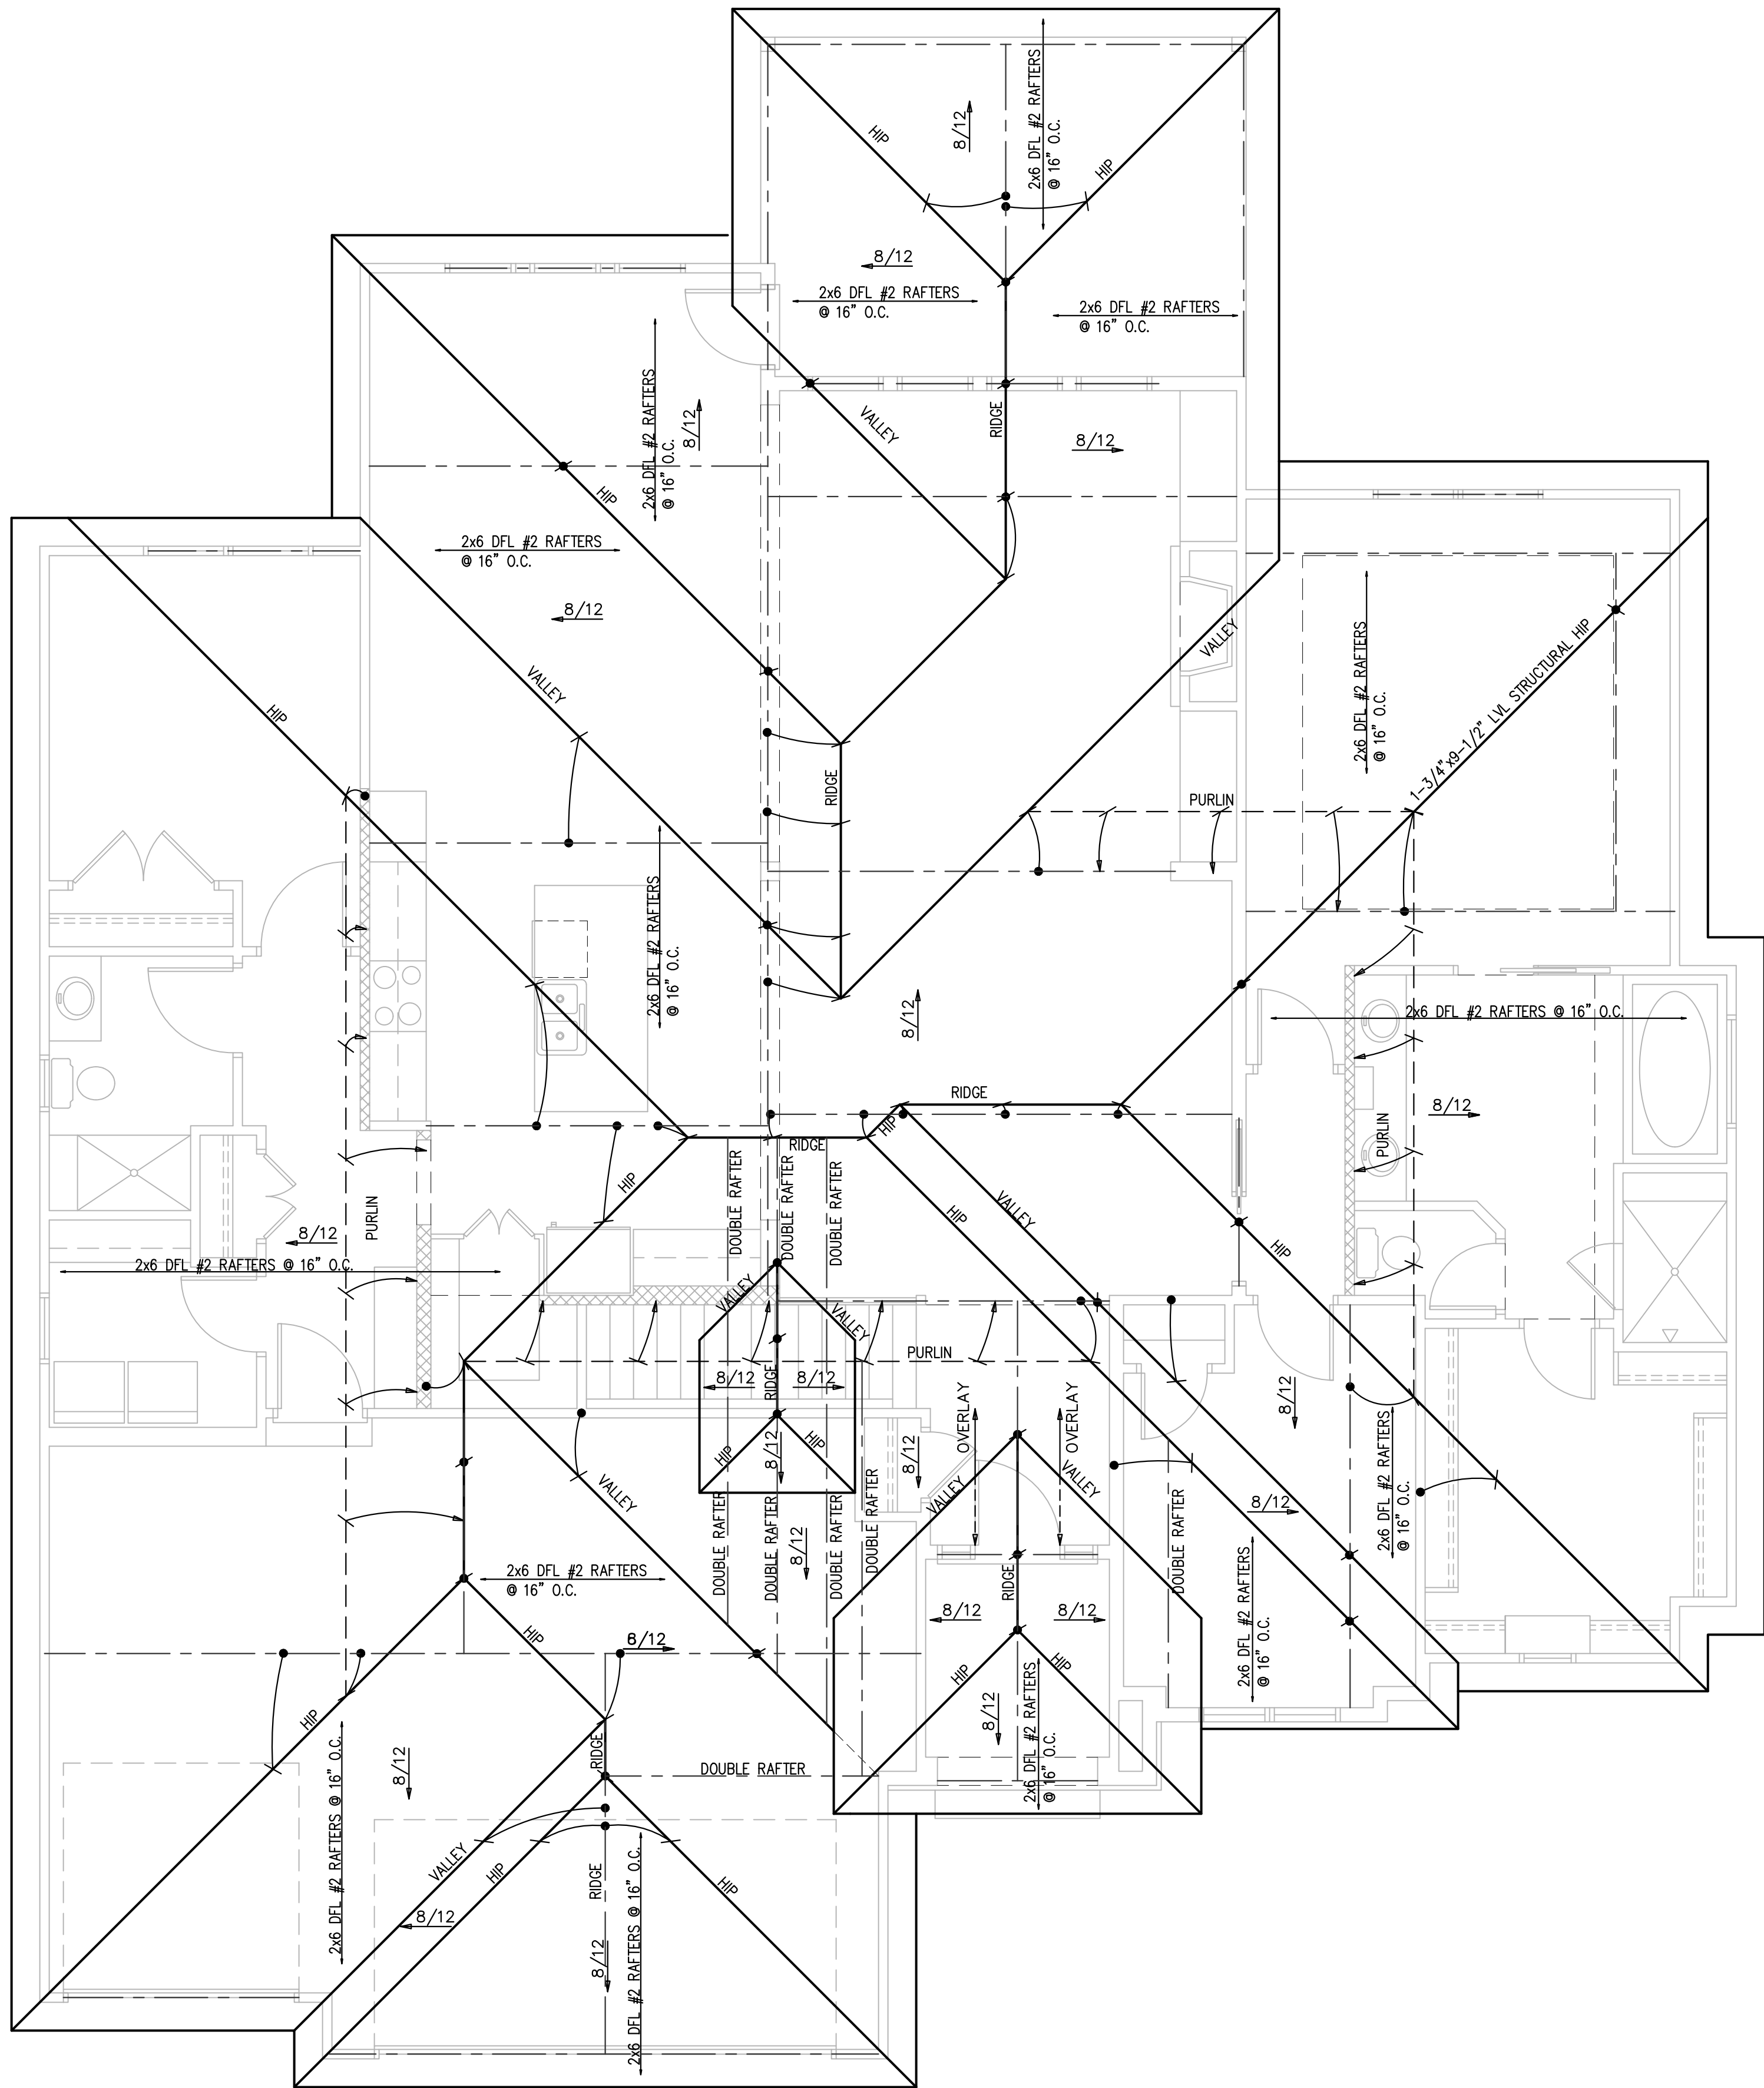 HIP
8/12
2x6 DFL #2 RAFTERS
@ 16" O.C.
HIP
8/12
2x6 DFL #2 RAFTERS
@ 16" O.C.
2x6 DFL #2 RAFTERS
@ 16" O.C.
VALLEY
RIDGE
8/12
2x6 DFL #2 RAFTERS
@ 16" O.C.
8/12
HIP
2x6 DFL #2 RAFTERS
@ 16" O.C.
8/12
VALLEY
HIP
VALLEY
2x6 DFL #2 RAFTERS
@ 16" O.C.
1-3/4"x9-1/2" LVL STRUCTURAL HIP
RIDGE
PURLIN
2x6 DFL #2 RAFTERS
@ 16" O.C.
8/12
2x6 DFL #2 RAFTERS @ 16" O.C.
RIDGE
HIP
8/12
PURLIN
RIDGE
HIP
DOUBLE RAFTER
DOUBLE RAFTER
DOUBLE RAFTER
HIP
VALLEY
HIP
PURLIN
8/12
2x6 DFL #2 RAFTERS @ 16" O.C.
VALLEY
VALLEY
PURLIN
8/12
RIDGE
8/12
8/12
HIP
HIP
8/12
OVERLAY
OVERLAY
8/12
2x6 DFL #2 RAFTERS
@ 16" O.C.
VALLEY
VALLEY
VALLEY
DOUBLE RAFTER
DOUBLE RAFTER
DOUBLE RAFTER
DOUBLE RAFTER
8/12
DOUBLE RAFTER
8/12
2x6 DFL #2 RAFTERS
@ 16" O.C.
2x6 DFL #2 RAFTERS
@ 16" O.C.
RIDGE
8/12
8/12
HIP
8/12
HIP
HIP
8/12
2x6 DFL #2 RAFTERS
@ 16" O.C.
HIP
2x6 DFL #2 RAFTERS @ 16" O.C.
8/12
RIDGE
DOUBLE RAFTER
VALLEY
HIP
RIDGE
HIP
8/12
8/12
2x6 DFL #2 RAFTERS @ 16" O.C.